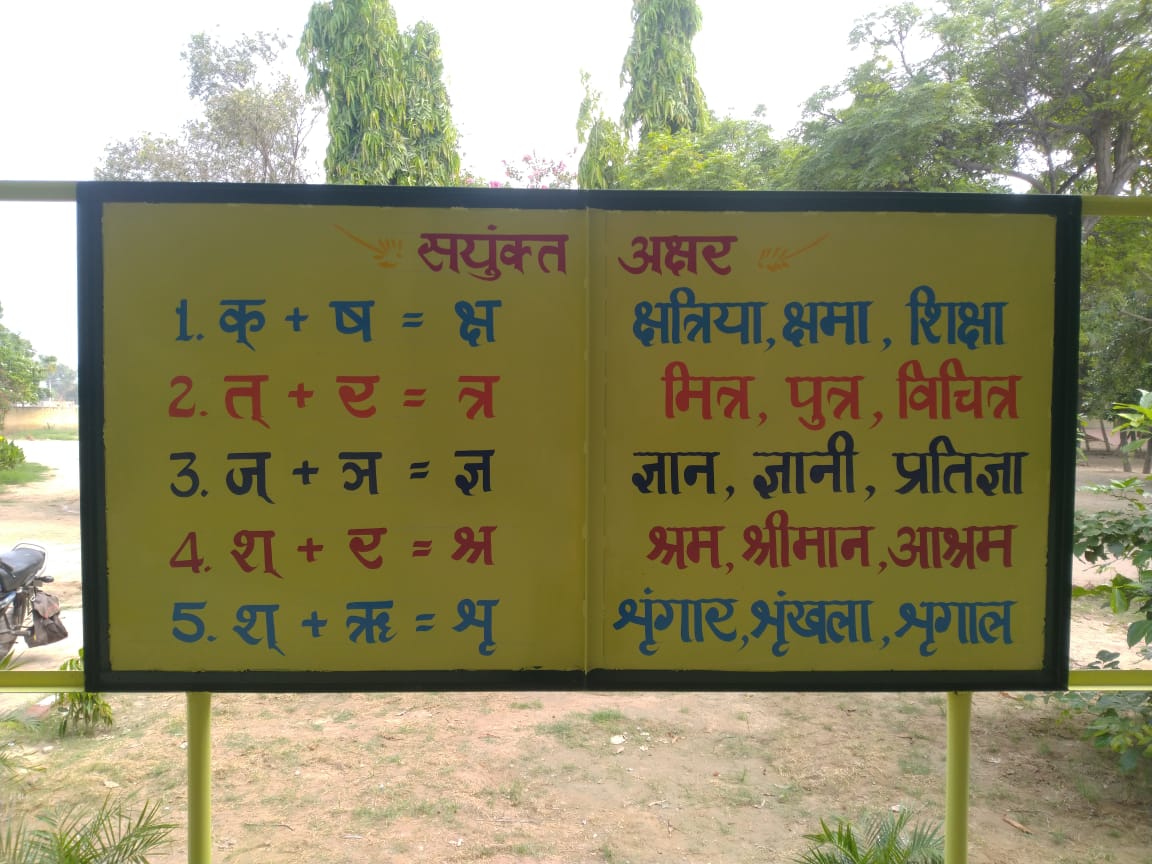 सयुंक्त अक्षर
1. क् + ष = क्ष क्षत्रिया, क्षमा, शिक्षा
2. त् + र = त्र मित्र, पुत्र, विचित्र
3. ज् + ञ = ज्ञ ज्ञान, ज्ञानी, प्रतिज्ञा
4. श् + र = श्र श्रम, श्रीमान, आश्रम
5. श् + ऋ = श्रृ श्रृंगार, श्रृंखला, श्रृगाल